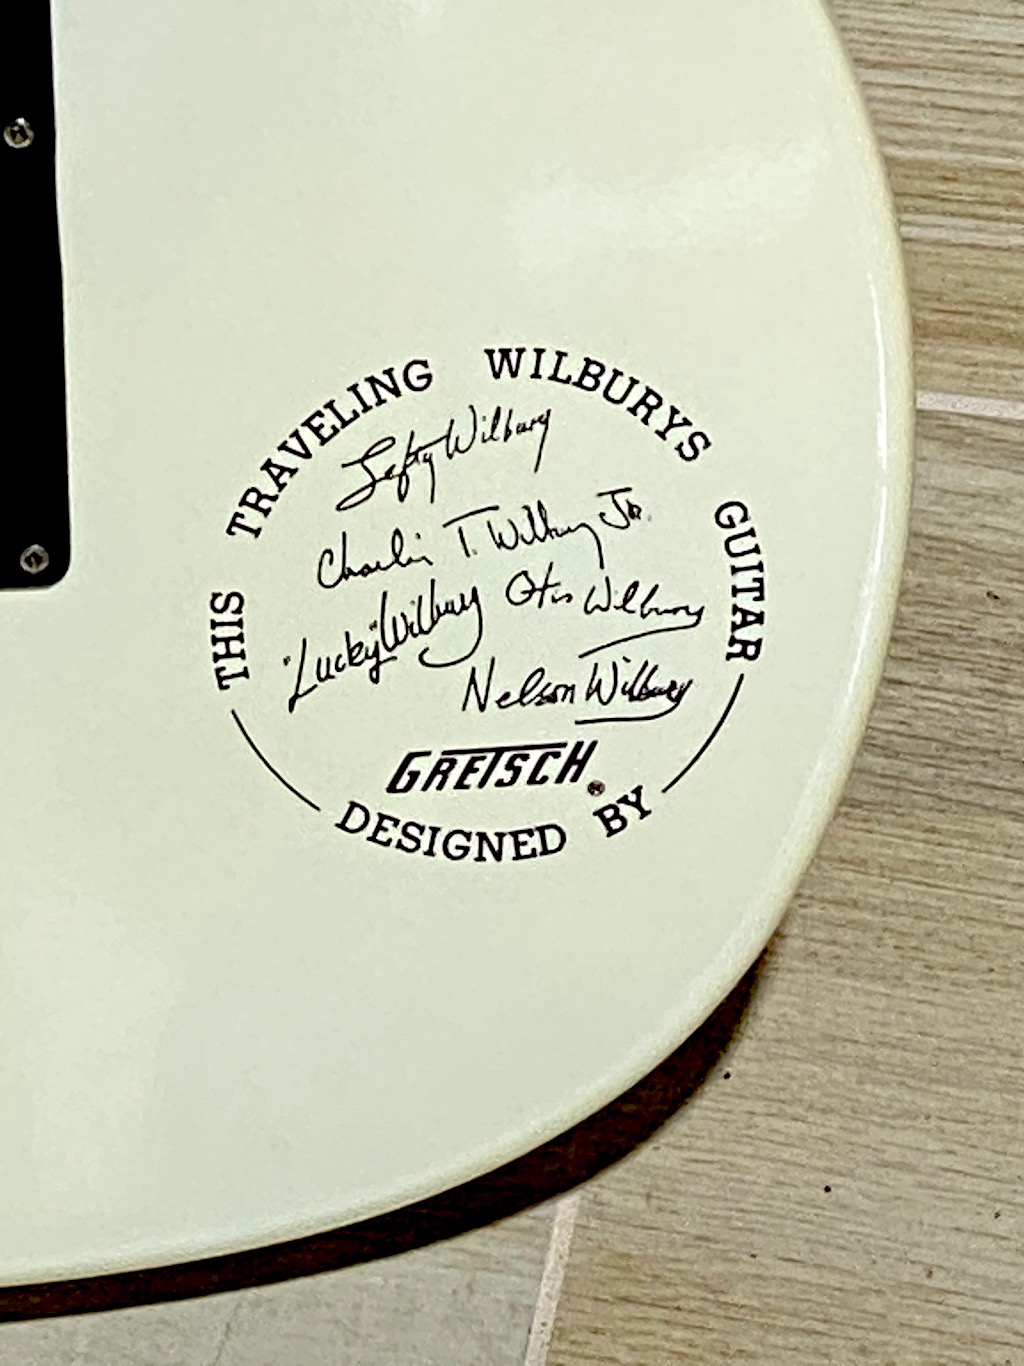 THIS TRAVELING WILBURYS GUITAR
Lefty Wilbury
Charlie T. Wilbury Jr.
"Lucky" Wilbury
Otis Wilbury
Nelson Wilbury
GRETSCH®
DESIGNED BY